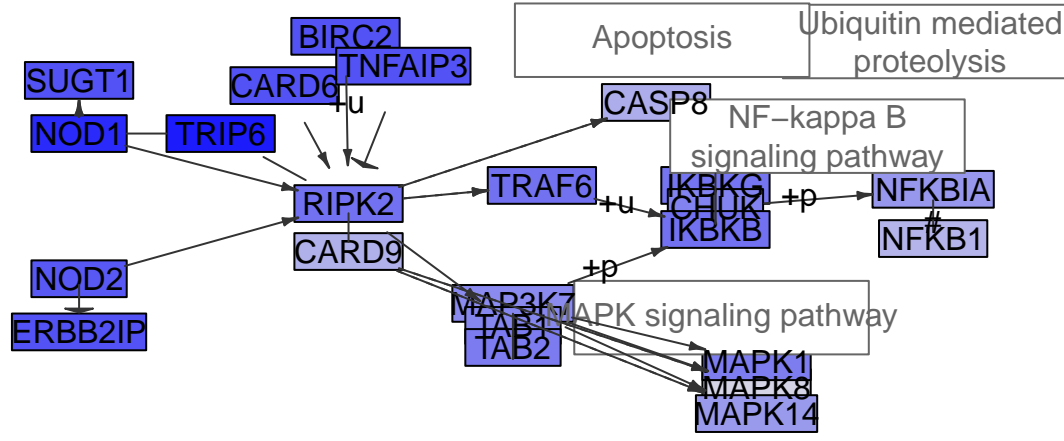 BIRC2
TNFAIP3
CARD6
+u
Apoptosis
Ubiquitin mediated
proteolysis
SUGT1
NOD1
TRIP6
CASP8
NF−kappa B
signaling pathway
RIPK2
CARD9
TRAF6
+u
IKBKG
CHUK
IKBKB
+p
NFKBIA
#
NFKB1
NOD2
ERBB2IP
+p
MAP3K7
TAB1
TAB2
MAPK signaling pathway
MAPK1
MAPK8
MAPK14